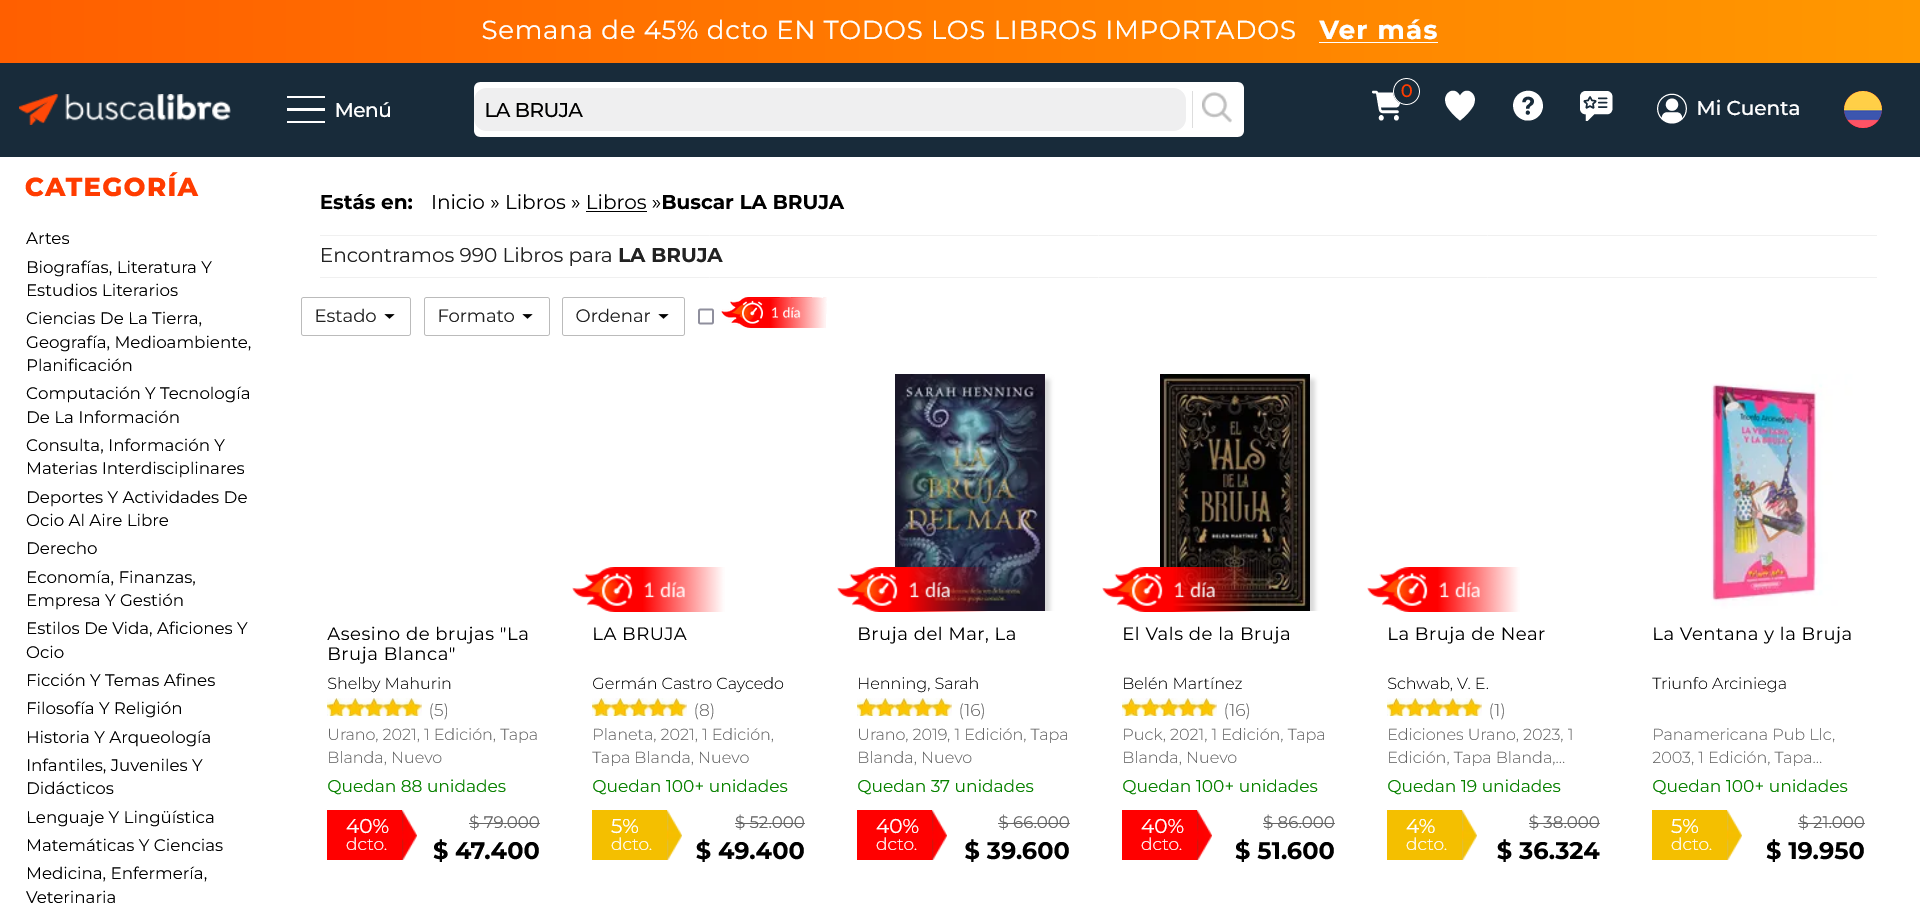 Semana de 45% dcto EN TODOS LOS LIBROS IMPORTADOS Ver más
buscalibre
Menú
LA BRUJA
0
Mi Cuenta
CATEGORÍA
Artes
Biografías, Literatura Y
Estudios Literarios
Ciencias De La Tierra,
Geografía, Medioambiente,
Planificación
Computación Y Tecnología
De La Información
Consulta, Información Y
Materias Interdisciplinares
Deportes Y Actividades De
Ocio Al Aire Libre
Derecho
Economía, Finanzas,
Empresa Y Gestión
Estilos De Vida, Aficiones Y
Ocio
Ficción Y Temas Afines
Filosofía Y Religión
Historia Y Arqueología
Infantiles, Juveniles Y
Didácticos
Lenguaje Y Lingüística
Matemáticas Y Ciencias
Medicina, Enfermería,
Veterinaria
Estás en: Inicio » Libros » Libros »Buscar LA BRUJA
Encontramos 990 Libros para LA BRUJA
Estado
Formato
Ordenar
1 día
Asesino de brujas "La
Bruja Blanca"
Shelby Mahurin
(5)
Urano, 2021, 1 Edición, Tapa
Blanda, Nuevo
Quedan 88 unidades
40%
dcto.
$ 79.000
$ 47.400
1 día
LA BRUJA
Germán Castro Caycedo
(8)
Planeta, 2021, 1 Edición,
Tapa Blanda, Nuevo
Quedan 100+ unidades
5%
dcto.
$ 52.000
$ 49.400
SARAH HENNING
LA
BRUJA
DEL MAR
1 día
Bruja del Mar, La
Henning, Sarah
(16)
Urano, 2019, 1 Edición, Tapa
Blanda, Nuevo
Quedan 37 unidades
40%
dcto.
$ 66.000
$ 39.600
EL
VALS
DE LA
BRUJA
BELÉN MARTÍNEZ
1 día
El Vals de la Bruja
Belén Martínez
(16)
Puck, 2021, 1 Edición, Tapa
Blanda, Nuevo
Quedan 100+ unidades
40%
dcto.
$ 86.000
$ 51.600
1 día
La Bruja de Near
Schwab, V. E.
(1)
Ediciones Urano, 2023, 1
Edición, Tapa Blanda,...
Quedan 19 unidades
4%
dcto.
$ 38.000
$ 36.324
Triunfo Arciniegas
LA VENTANA
Y LA BRUJA
La Ventana y la Bruja
Triunfo Arciniega
Panamericana Pub Llc,
2003, 1 Edición, Tapa...
Quedan 100+ unidades
5%
dcto.
$ 21.000
$ 19.950